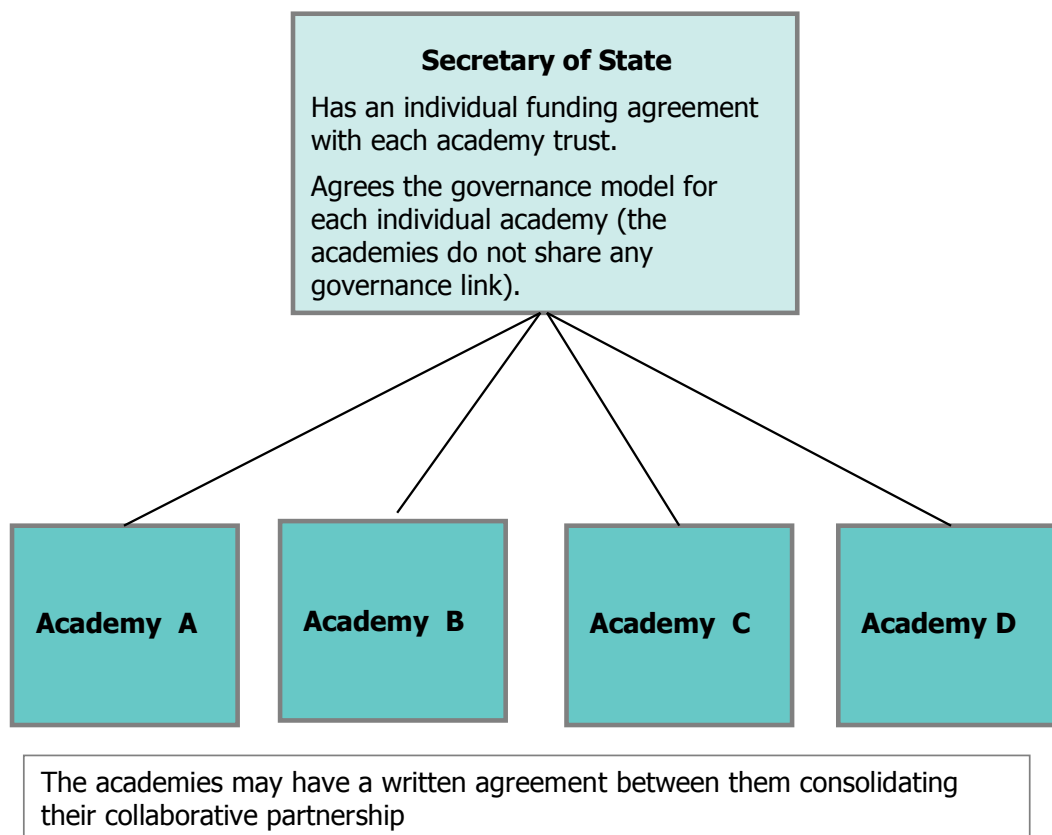 Secretary of State
Has an individual funding agreement
with each academy trust.
Agrees the governance model for
each individual academy (the
academies do not share any
governance link).
Academy  A
Academy  B
Academy  C
Academy D
The academies may have a written agreement between them consolidating
their collaborative partnership